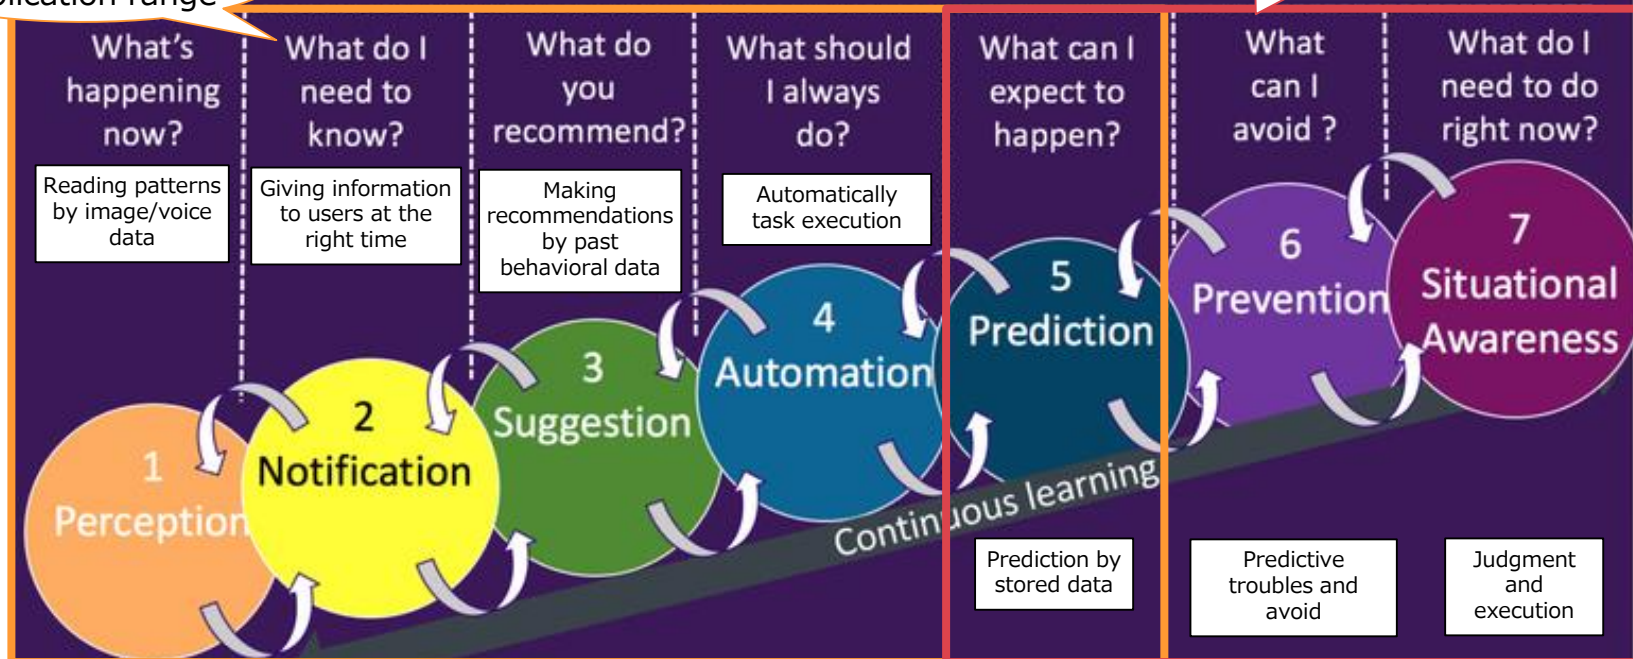 plication range
What's
happening
now?
Reading patterns
by image/voice
data
What do I
need to
know?
Giving information
to users at the
right time
What do
you
recommend?
Making
recommendations
by past
behavioral data
What should
I always
do?
Automatically
task execution
What can I
expect to
happen?
What
can I
avoid ?
What do I
need to do
right now?
1
Perception
2
Notification
3
Suggestion
4
Automation
5
Prediction
6
Prevention
7
Situational
Awareness
Continuous learning
Prediction by
stored data
Predictive
troubles and
avoid
Judgment
and
execution